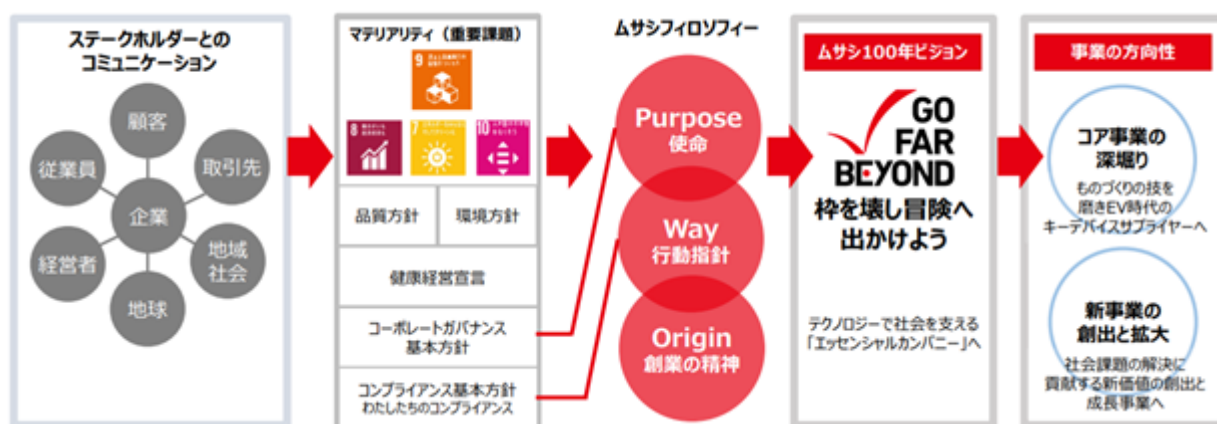 ステークホルダーとの
コミュニケーション
顧客
従業員
取引先
企業
経営者
地域
社会
地球
マテリアリティ（重要課題）
9
8
7
10
品質方針
環境方針
健康経営宣言
コーポレートガバナンス
基本方針
コンプライアンス基本方針
わたしたちのコンプライアンス
ムサシフィロソフィー
Purpose
使命
Way
行動指針
Origin
創業の精神
ムサシ100年ビジョン
GO
FAR
BEYOND
枠を壊し冒険へ
出かけよう
テクノロジーで社会を支える
「エッセンシャルカンパニー」へ
事業の方向性
コア事業の
深堀り
ものづくりの技を
磨きEV時代の
キーデバイスサプライヤーへ
新事業の
創出と拡大
社会課題の解決に
貢献する新価値の創出と
成長事業へ